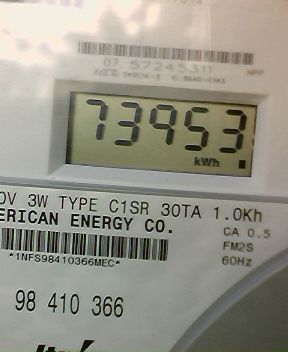 07 57245311
73953
kWh
0V 3W TYPE C1SR 30TA 1.0Kh
ERICAN ENERGY CO.
CA 0.5
FM2S
60Hz
*1NFS98410366MEC*
98 410 366